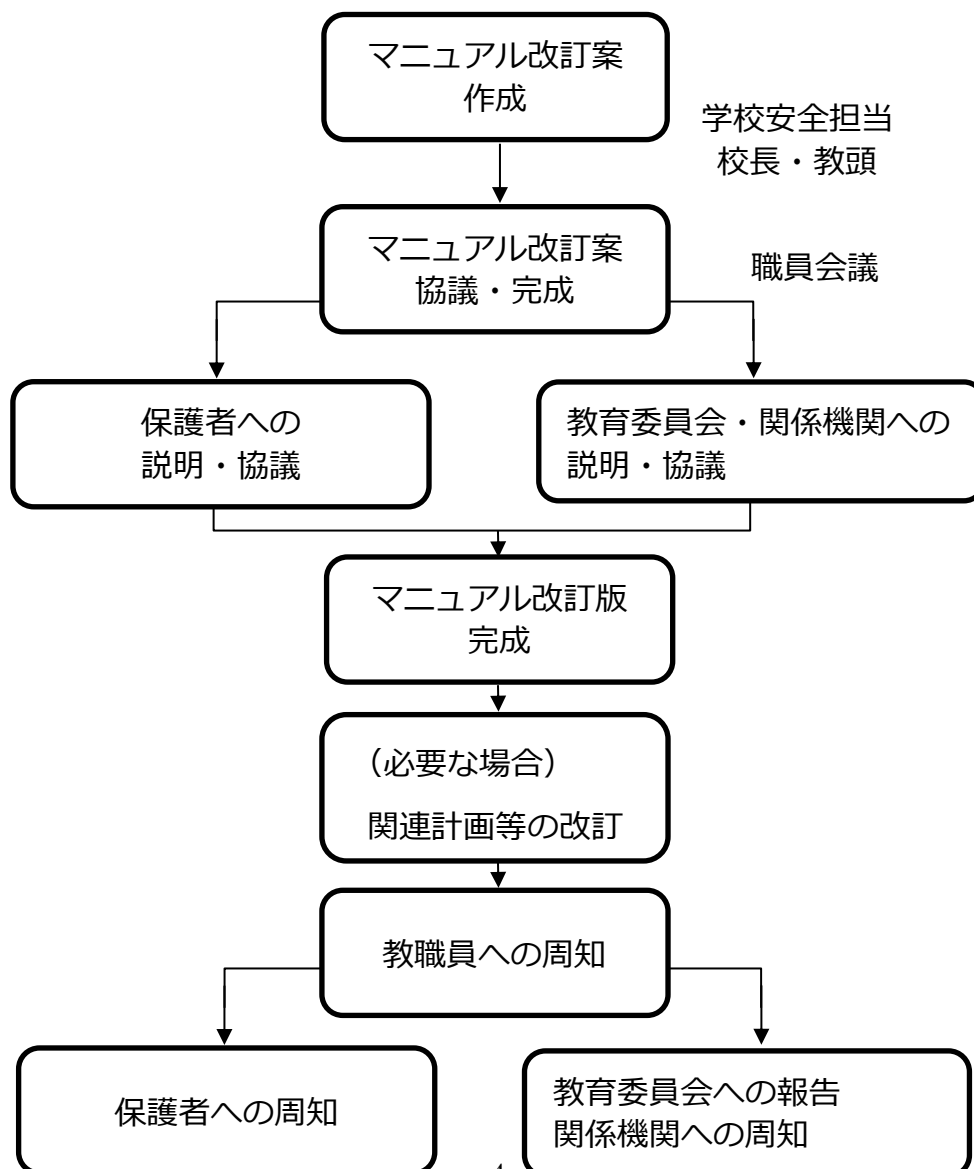 マニュアル改訂案
作成
学校安全担当
校長・教頭
マニュアル改訂案
協議・完成
職員会議
保護者への
説明・協議
教育委員会・関係機関への
説明・協議
マニュアル改訂版
完成
（必要な場合）
関連計画等の改訂
教職員への周知
保護者への周知
教育委員会への報告
関係機関への周知